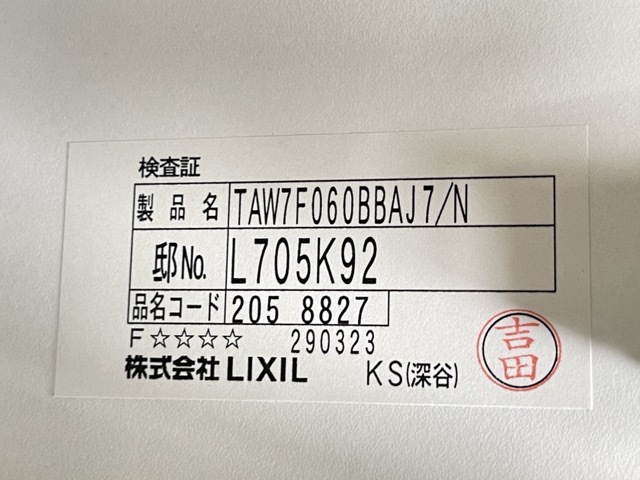 検査証
製品名 TAW7F060BBAJ7/N
邸No. L705K92
品名コード 205 8827
F☆☆☆☆ 290323
株式会社 LIXIL KS(深谷)
吉田